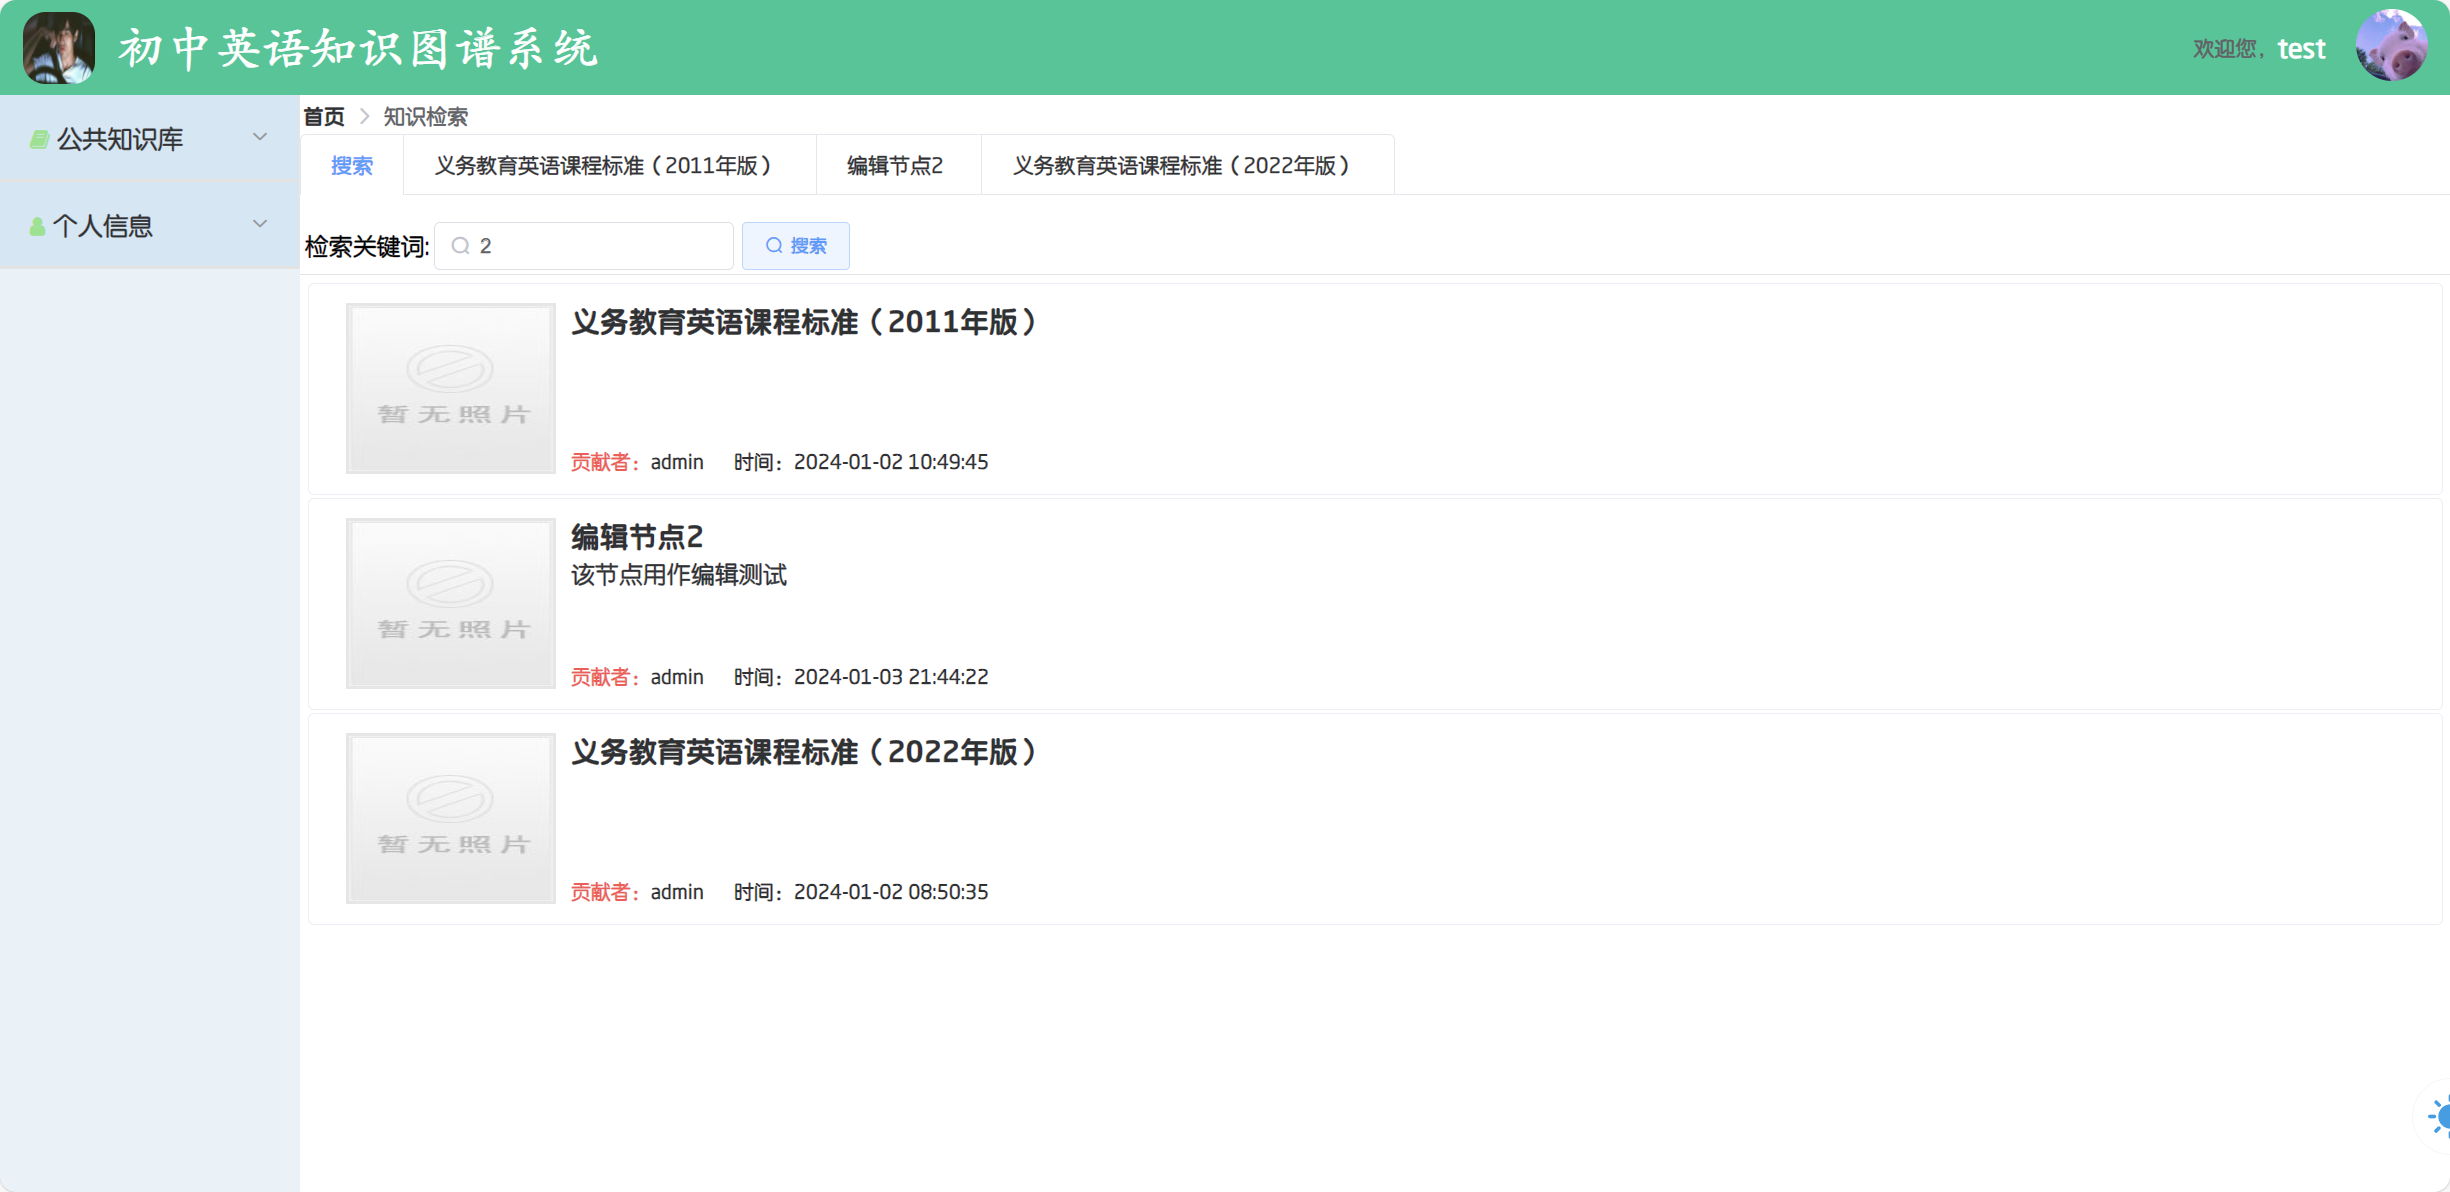 初中英语知识图谱系统
欢迎您，test
公共知识库
个人信息
首页 > 知识检索
搜索 义务教育英语课程标准（2011年版） 编辑节点2 义务教育英语课程标准（2022年版）
检索关键词: 2 搜索
义务教育英语课程标准（2011年版）
暂无照片
贡献者：admin 时间：2024-01-02 10:49:45
编辑节点2
该节点用作编辑测试
暂无照片
贡献者：admin 时间：2024-01-03 21:44:22
义务教育英语课程标准（2022年版）
暂无照片
贡献者：admin 时间：2024-01-02 08:50:35